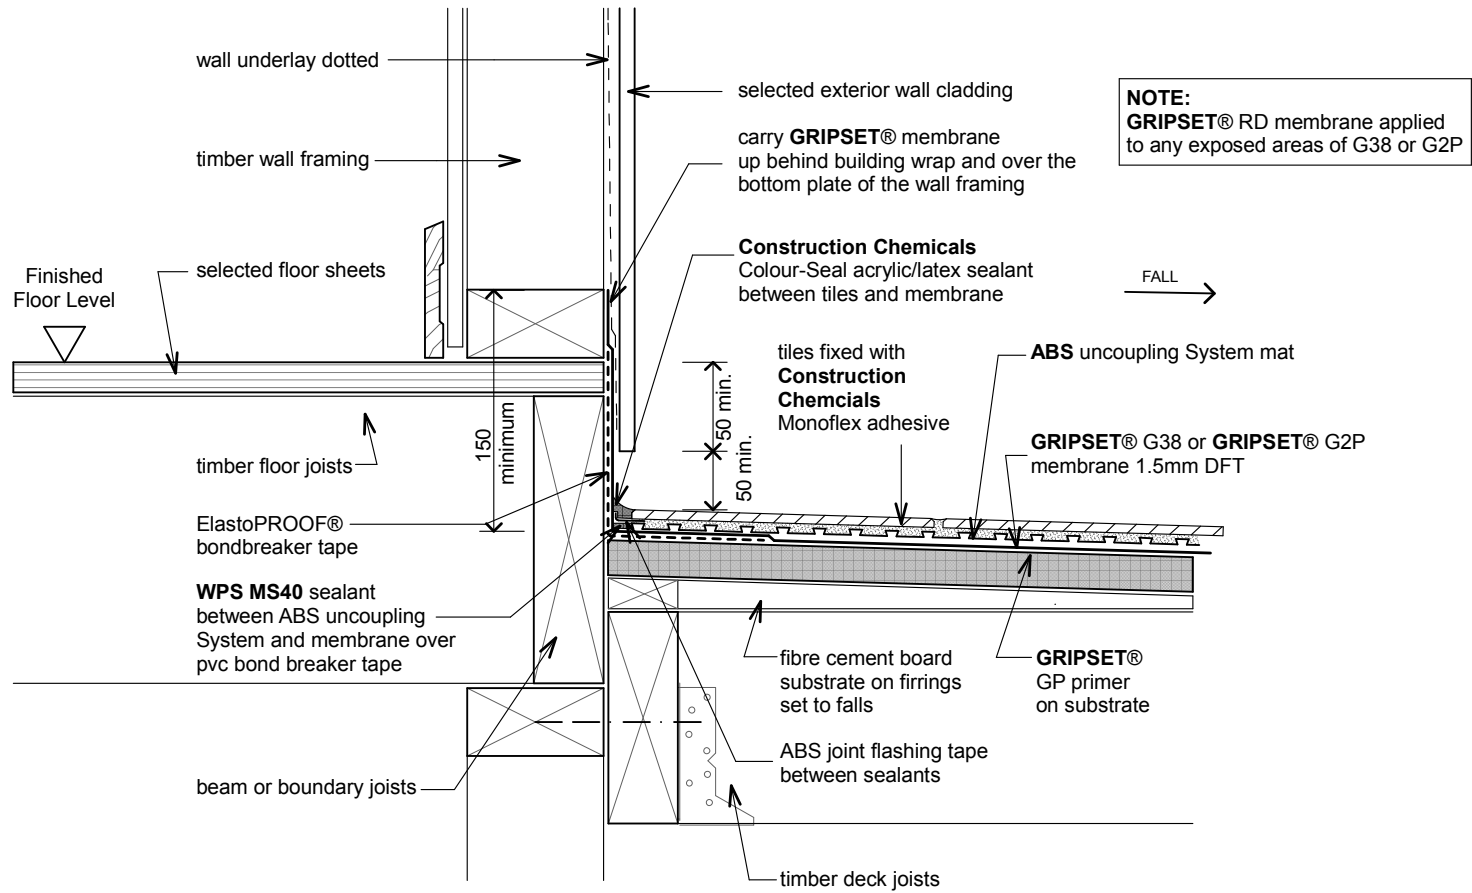 wall underlay dotted
selected exterior wall cladding
NOTE:
GRIPSET® RD membrane applied
to any exposed areas of G38 or G2P
carry GRIPSET® membrane
up behind building wrap and over the
bottom plate of the wall framing
timber wall framing
Construction Chemicals
Colour-Seal acrylic/latex sealant
between tiles and membrane
selected floor sheets
Finished
Floor Level
FALL
tiles fixed with
Construction
Chemcials
Monoflex adhesive
ABS uncoupling System mat
150
minimum
50 min.
50 min.
GRIPSET® G38 or GRIPSET® G2P
membrane 1.5mm DFT
timber floor joists
ElastoPROOF®
bondbreaker tape
WPS MS40 sealant
between ABS uncoupling
System and membrane over
pvc bond breaker tape
fibre cement board
substrate on firrings
set to falls
GRIPSET®
GP primer
on substrate
ABS joint flashing tape
between sealants
beam or boundary joists
timber deck joists